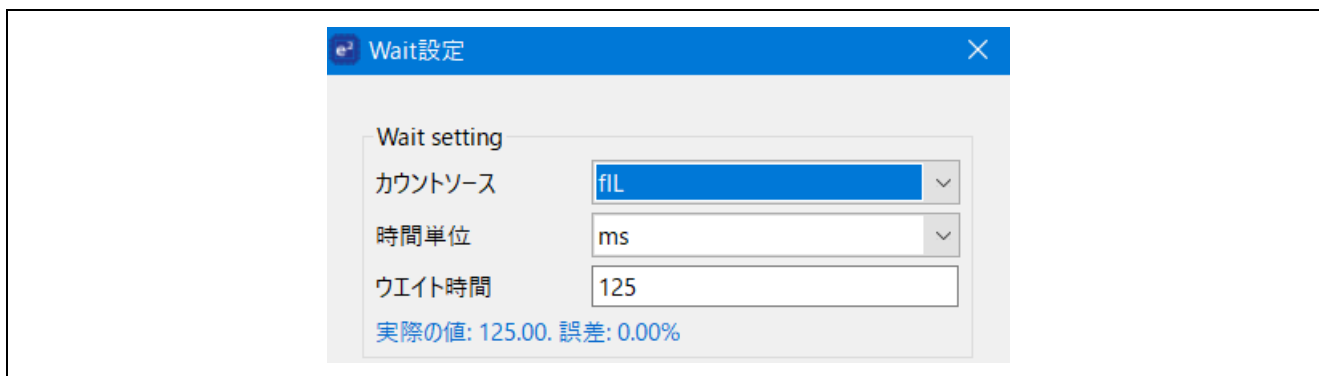 e² Wait設定
Wait setting
カウントソース fIL
時間単位 ms
ウエイト時間 125
実際の値: 125.00. 誤差: 0.00%